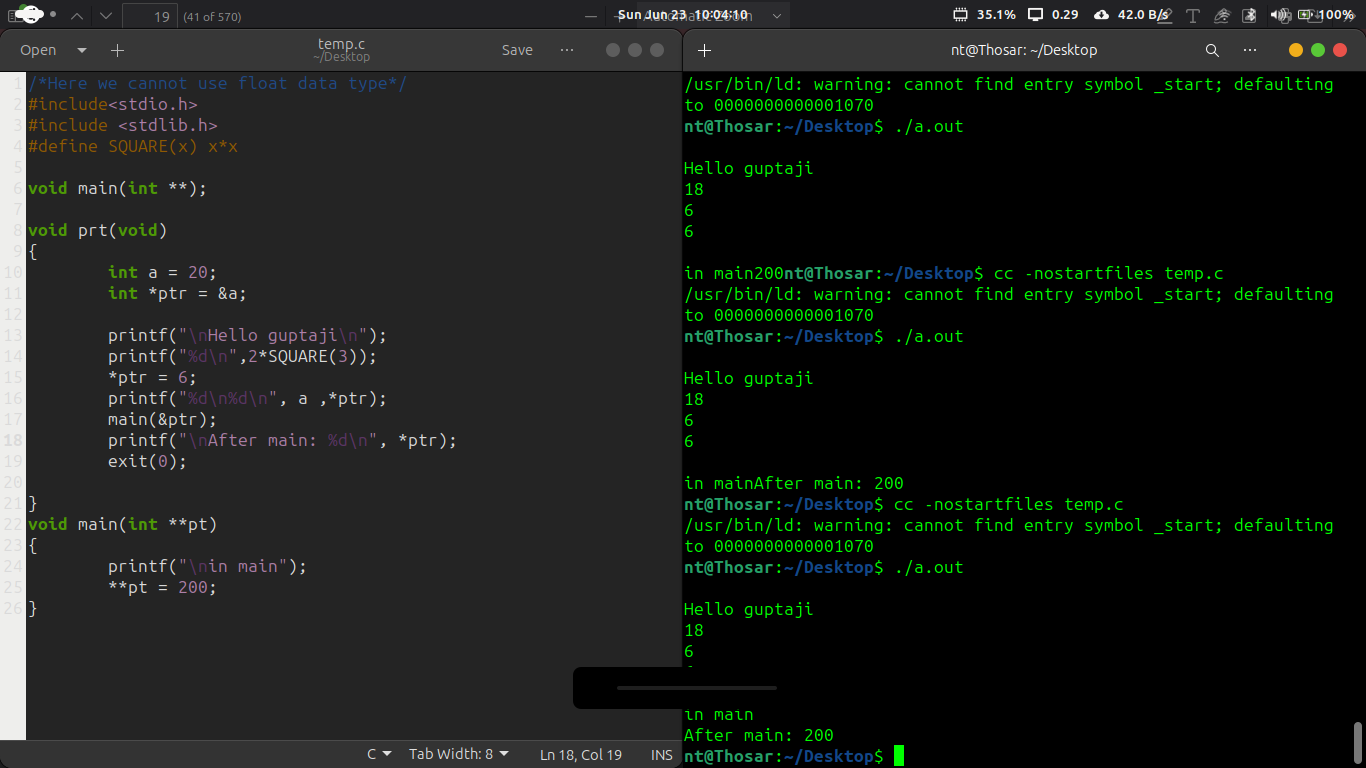 19 (41 of 570)
Sun Jun 23 10:04:10
35.1% 0.29 42.0 B/s 100%
Open
temp.c
~/Desktop
Save
1 /*Here we cannot use float data type*/
2 #include<stdio.h>
3 #include <stdlib.h>
4 #define SQUARE(x) x*x
5
6 void main(int **);
7
8 void prt(void)
9 {
10 int a = 20;
11 int *ptr = &a;
12
13 printf("\nHello guptaji\n");
14 printf("%d\n",2*SQUARE(3));
15 *ptr = 6;
16 printf("%d\n%d\n", a ,*ptr);
17 main(&ptr);
18 printf("\nAfter main: %d\n", *ptr);
19 exit(0);
20
21 }
22 void main(int **pt)
23 {
24 printf("\nin main");
25 **pt = 200;
26 }
C Tab Width: 8 Ln 18, Col 19 INS
nt@Thosar: ~/Desktop
/usr/bin/ld: warning: cannot find entry symbol _start; defaulting
to 0000000000001070
nt@Thosar:~/Desktop$ ./a.out
Hello guptaji
18
6
6
in main200nt@Thosar:~/Desktop$ cc -nostartfiles temp.c
/usr/bin/ld: warning: cannot find entry symbol _start; defaulting
to 0000000000001070
nt@Thosar:~/Desktop$ ./a.out
Hello guptaji
18
6
6
in mainAfter main: 200
nt@Thosar:~/Desktop$ cc -nostartfiles temp.c
/usr/bin/ld: warning: cannot find entry symbol _start; defaulting
to 0000000000001070
nt@Thosar:~/Desktop$ ./a.out
Hello guptaji
18
6
in main
After main: 200
nt@Thosar:~/Desktop$